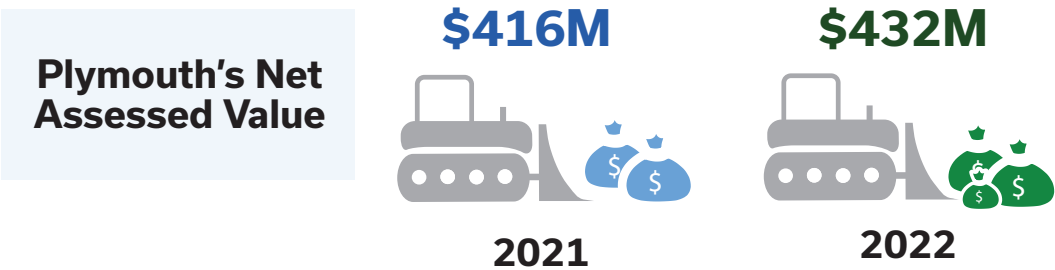 Plymouth's Net
Assessed Value
$416M
$ $
2021
$432M
$ $ $
2022